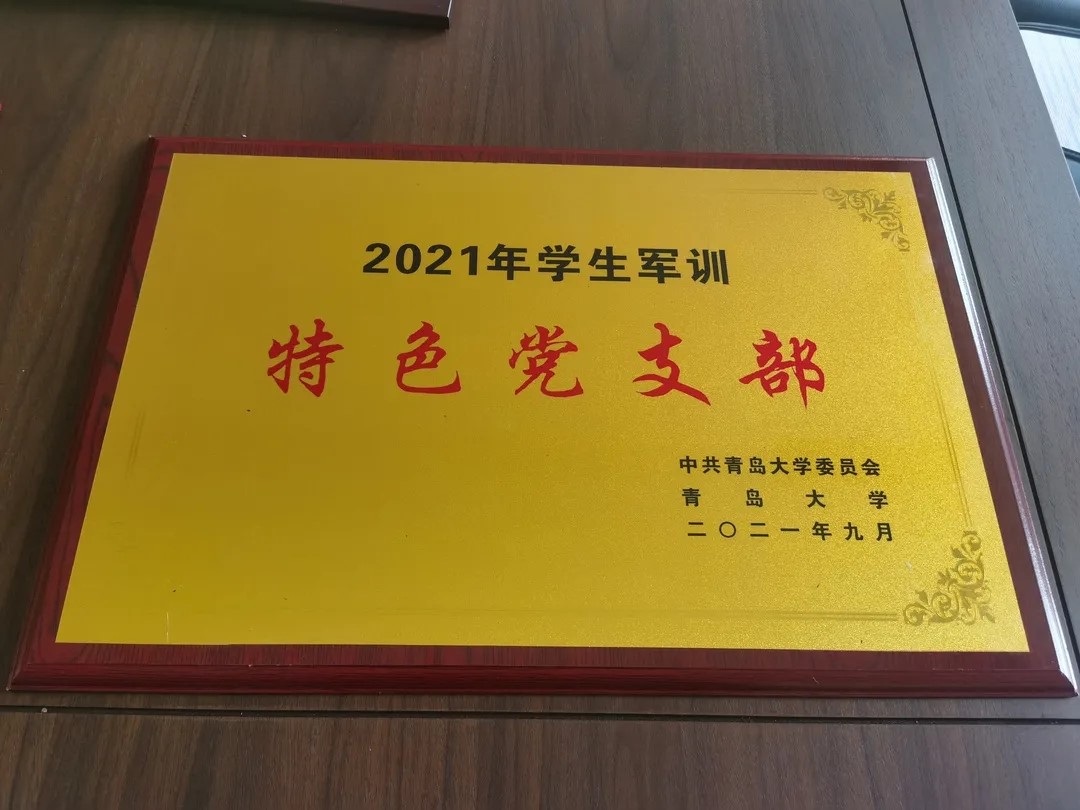 2021年学生军训
特色党支部
中共青岛大学委员会
青岛大学
二〇二一年九月